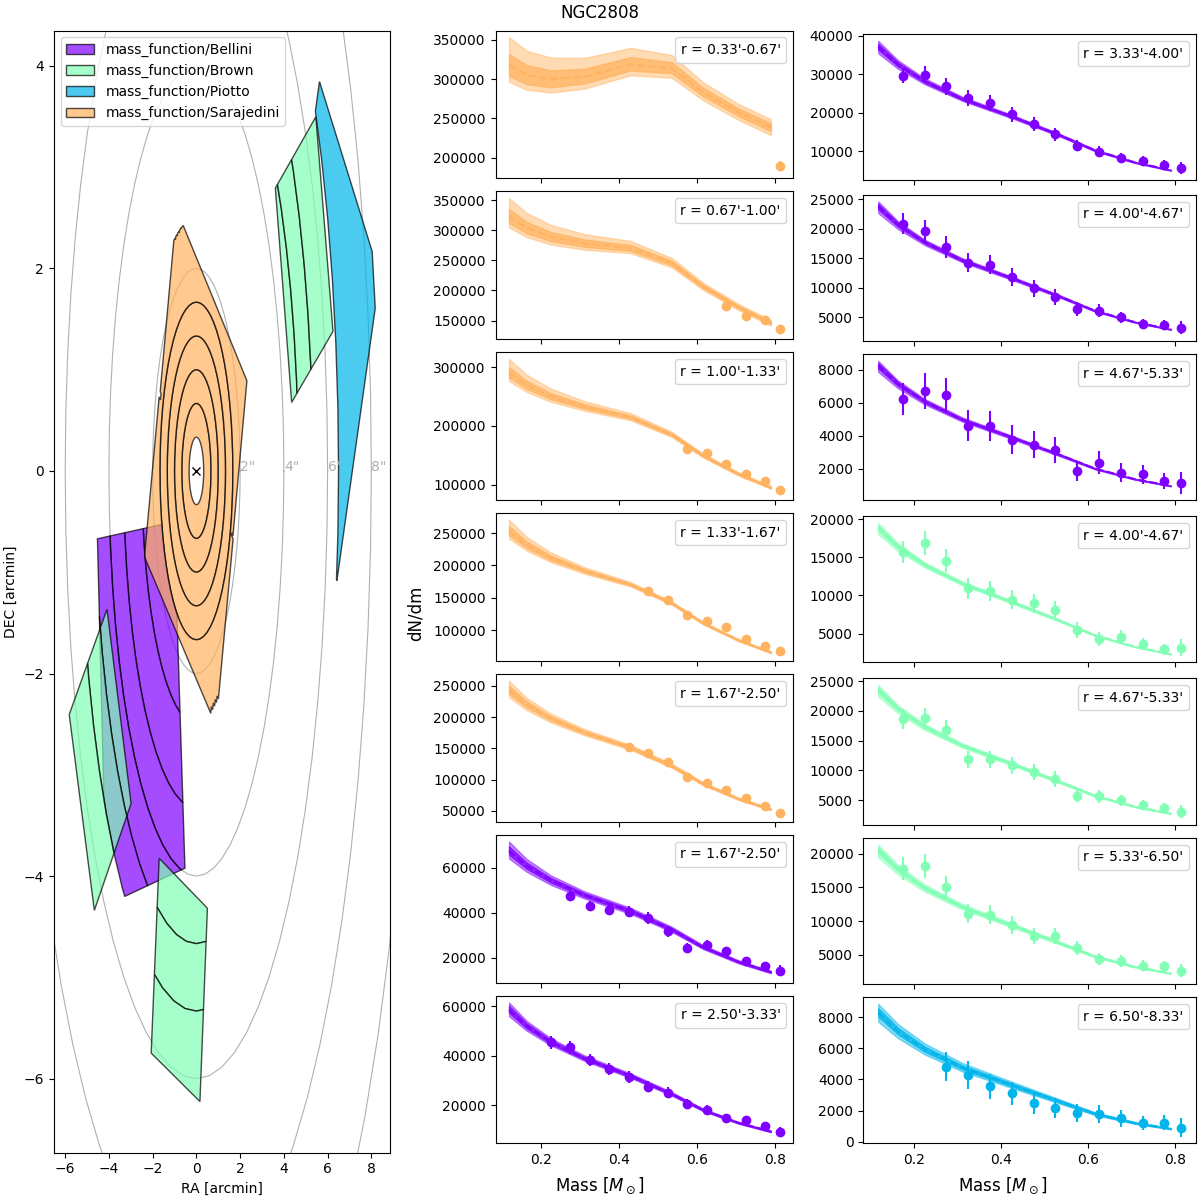 NGC2808
mass_function/Bellini
mass_function/Brown
mass_function/Piotto
mass_function/Sarajedini
4
2
0
−2
−4
−6
DEC [arcmin]
2"
4"
6"
8"
−6 −4 −2 0 2 4 6 8
RA [arcmin]
dN/dm
r = 0.33'-0.67'
350000
300000
250000
200000
r = 0.67'-1.00'
350000
300000
250000
200000
150000
r = 1.00'-1.33'
300000
200000
100000
r = 1.33'-1.67'
250000
200000
150000
100000
r = 1.67'-2.50'
250000
200000
150000
100000
50000
r = 1.67'-2.50'
60000
40000
20000
r = 2.50'-3.33'
60000
40000
20000
0.2 0.4 0.6 0.8
Mass [M⊙]
r = 3.33'-4.00'
40000
30000
20000
10000
r = 4.00'-4.67'
25000
20000
15000
10000
5000
r = 4.67'-5.33'
8000
6000
4000
2000
r = 4.00'-4.67'
20000
15000
10000
5000
r = 4.67'-5.33'
25000
20000
15000
10000
5000
r = 5.33'-6.50'
20000
15000
10000
5000
r = 6.50'-8.33'
8000
6000
4000
2000
0
0.2 0.4 0.6 0.8
Mass [M⊙]